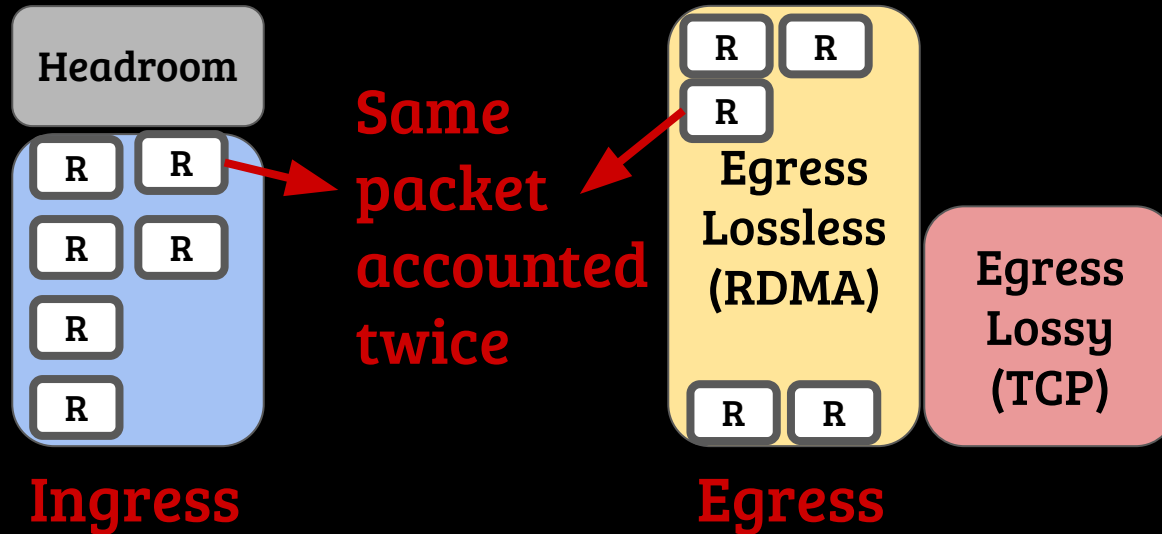 Headroom
R R
R R
R
R
Ingress
Same
packet
accounted
twice
R R
R
Egress
Lossless
(RDMA)
R R
Egress
Egress
Lossy
(TCP)